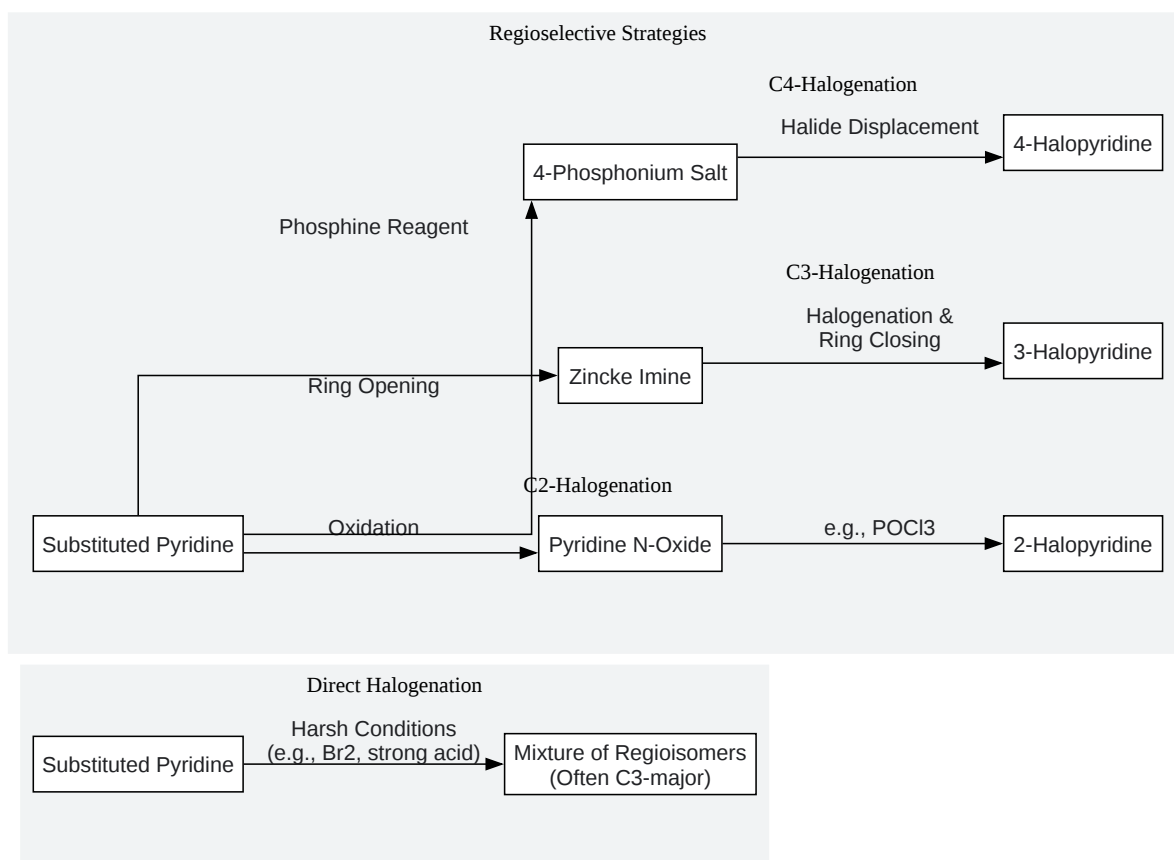 Regioselective Strategies
C4-Halogenation
Halide Displacement
4-Halopyridine
4-Phosphonium Salt
Phosphine Reagent
C3-Halogenation
Halogenation &
Ring Closing
3-Halopyridine
Zincke Imine
Ring Opening
C2-Halogenation
Substituted Pyridine
Oxidation
Pyridine N-Oxide
e.g., POCl3
2-Halopyridine
Direct Halogenation
Substituted Pyridine
Harsh Conditions
(e.g., Br2, strong acid)
Mixture of Regioisomers
(Often C3-major)